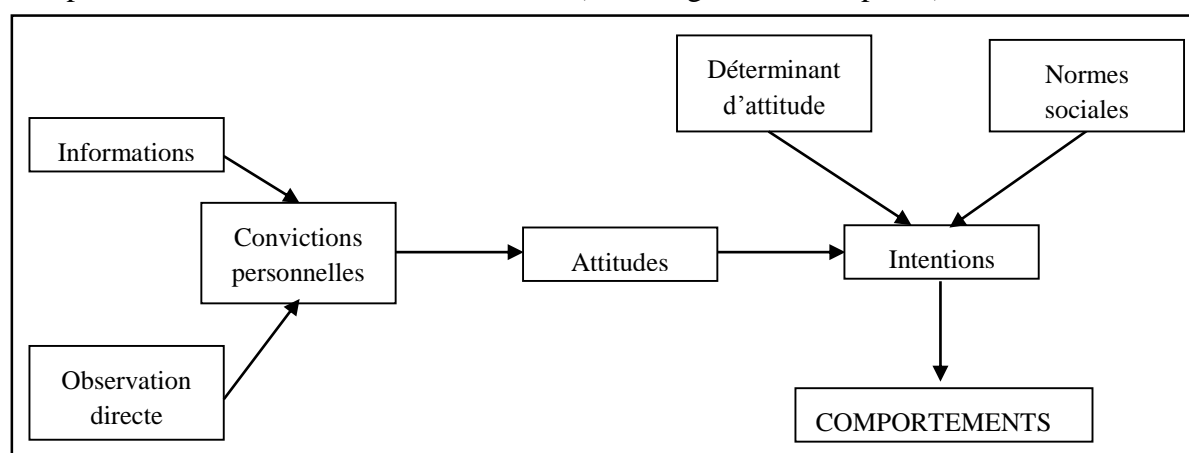 Déterminant
d'attitude
Normes
sociales
Informations
Convictions
personnelles
Attitudes
Intentions
Observation
directe
COMPORTEMENTS